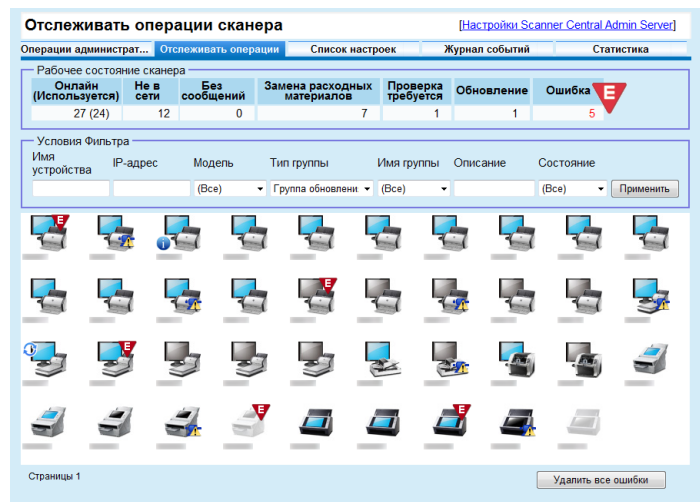 Отслеживать операции сканера
[Настройки Scanner Central Admin Server]
Операции администрат... Отслеживать операции Список настроек Журнал событий Статистика
Рабочее состояние сканера
Онлайн (Используется) Не в сети Без сообщений Замена расходных материалов Проверка требуется Обновление Ошибка E
27 (24) 12 0 7 1 1 5
Условия Фильтра
Имя устройства IP-адрес Модель Тип группы Имя группы Описание Состояние
(Все) Группа обновлени (Все) (Все) Применить
E
E
E
E E
Страницы 1 Удалить все ошибки